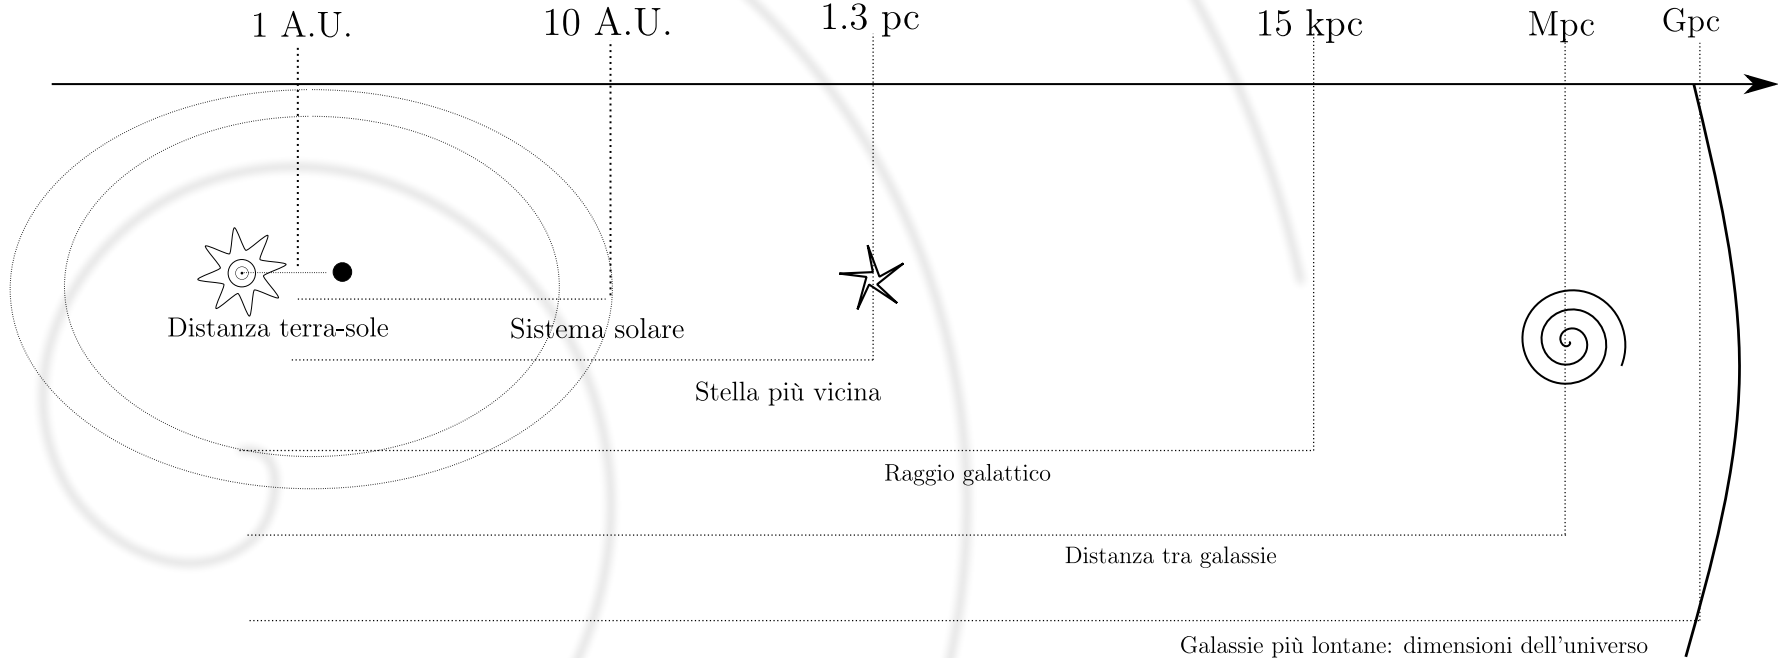 1 A.U.
10 A.U.
1.3 pc
15 kpc
Mpc
Gpc
Distanza terra-sole
Sistema solare
Stella più vicina
Raggio galattico
Distanza tra galassie
Galassie più lontane: dimensioni dell'universo